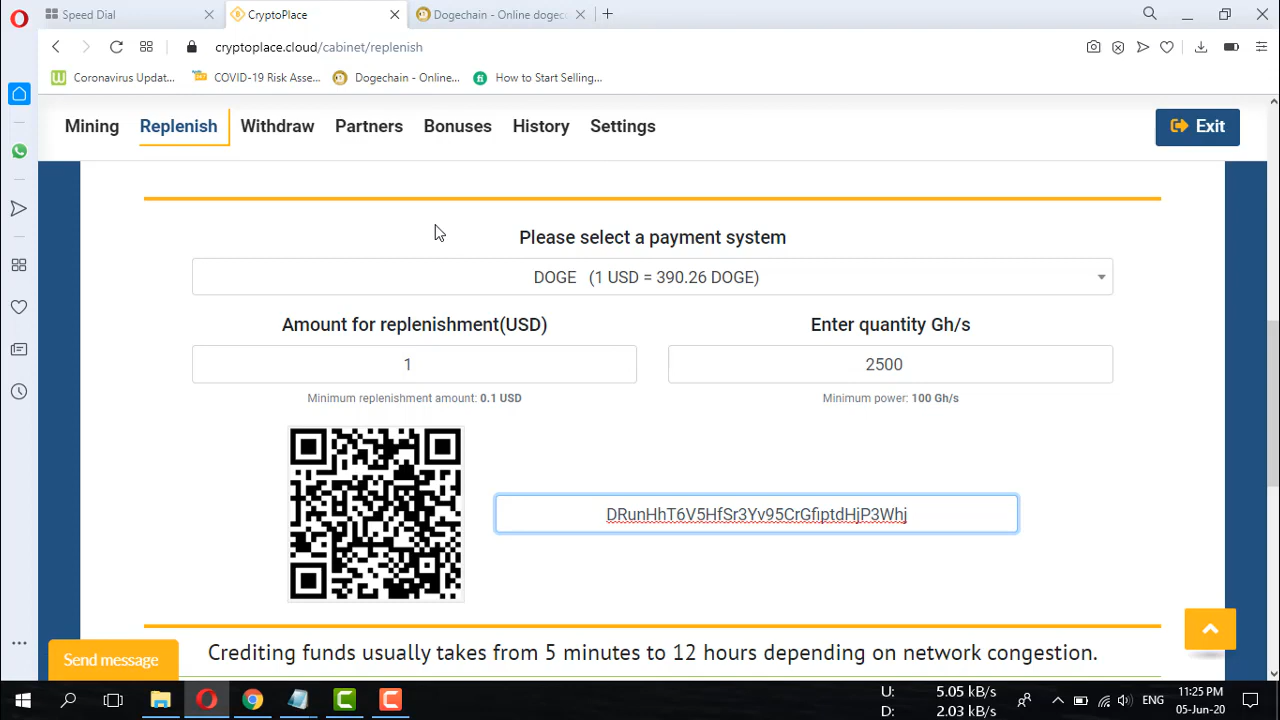 Speed Dial
CryptoPlace
Dogechain - Online dogec
cryptoplace.cloud/cabinet/replenish
Coronavirus Updat...
COVID-19 Risk Asse...
Dogechain - Online...
How to Start Selling...
Mining
Replenish
Withdraw
Partners
Bonuses
History
Settings
Exit
Please select a payment system
DOGE (1 USD = 390.26 DOGE)
Amount for replenishment(USD)
Enter quantity Gh/s
1
2500
Minimum replenishment amount: 0.1 USD
Minimum power: 100 Gh/s
DRunHhT6V5HfSr3Yv95CrGfiptdHjP3Whj
Send message
Crediting funds usually takes from 5 minutes to 12 hours depending on network congestion.
U: 5.05 kB/s
D: 2.03 kB/s
ENG
11:25 PM
05-Jun-20